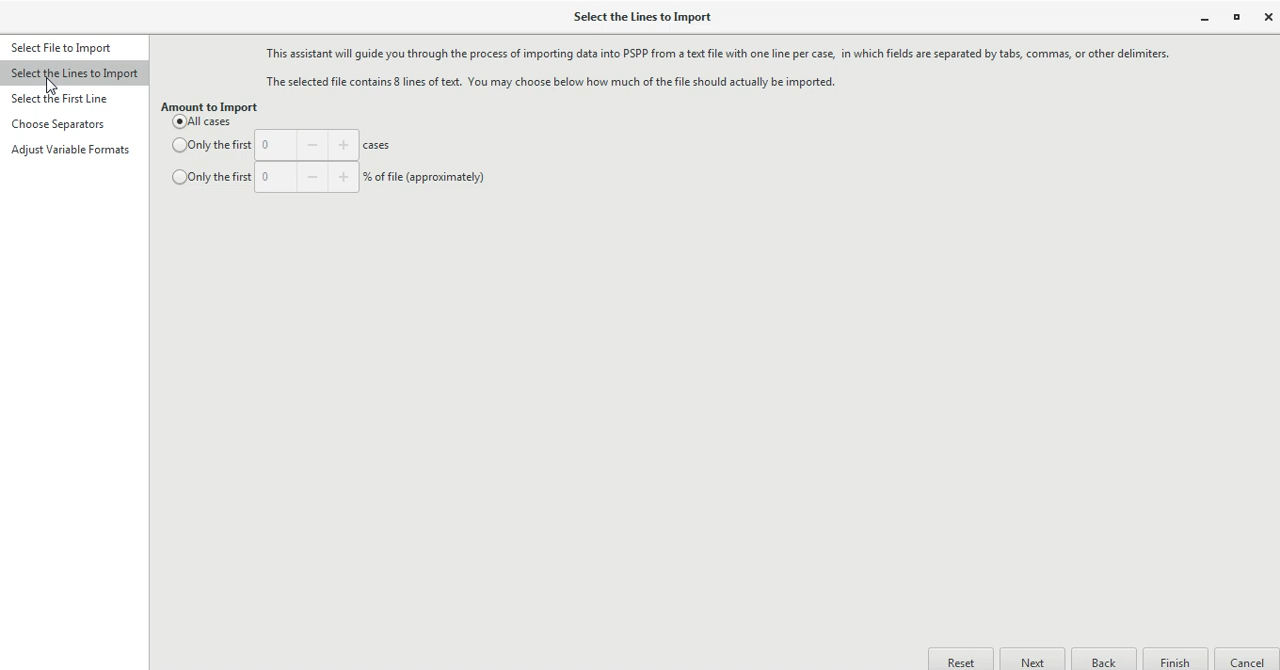 Select the Lines to Import
Select File to Import
Select the Lines to Import
Select the First Line
Choose Separators
Adjust Variable Formats
This assistant will guide you through the process of importing data into PSPP from a text file with one line per case,  in which fields are separated by tabs, commas, or other delimiters.
The selected file contains 8 lines of text.  You may choose below how much of the file should actually be imported.
Amount to Import
All cases
Only the first 0 − + cases
Only the first 0 − + % of file (approximately)
Reset Next Back Finish Cancel